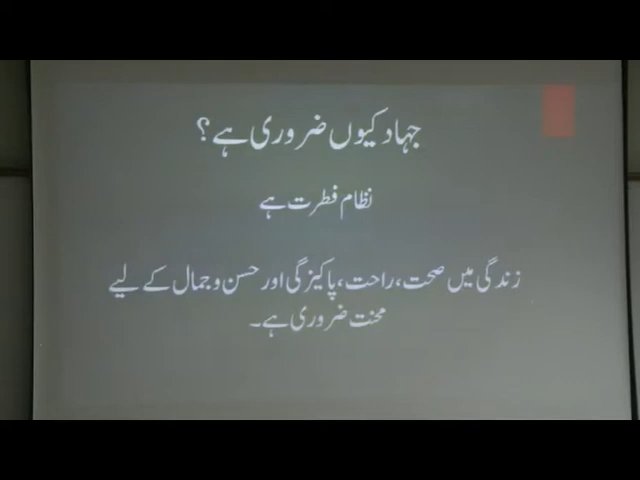 جہاد کیوں ضروری ہے؟
نظام فطرت ہے
زندگی میں صحت، راحت، پاکیزگی اور حسن و جمال کے لیے
محنت ضروری ہے۔